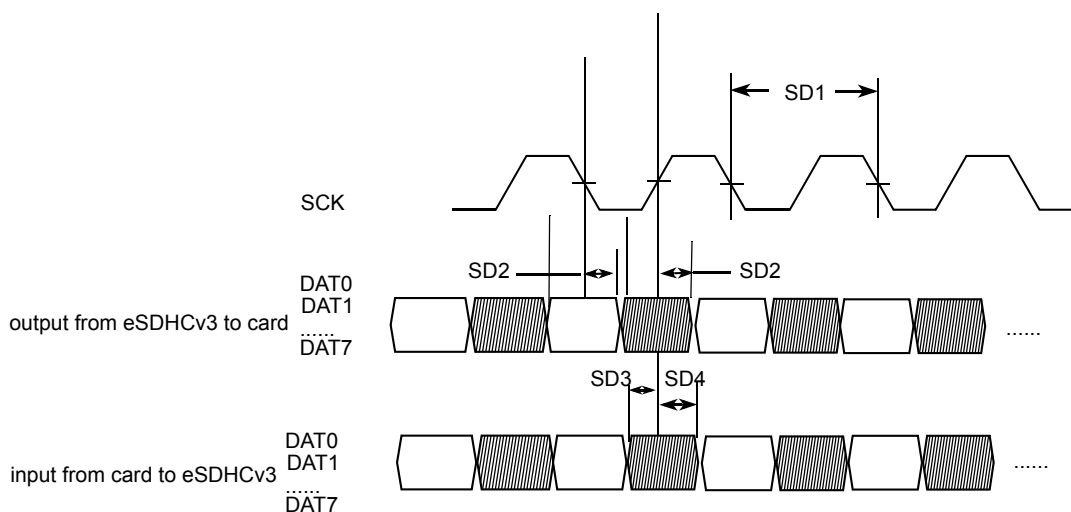 SD1
SCK
SD2 SD2
DAT0
DAT1
output from eSDHCv3 to card ......
DAT7
......
SD3 SD4
DAT0
DAT1
input from card to eSDHCv3 ......
DAT7
......